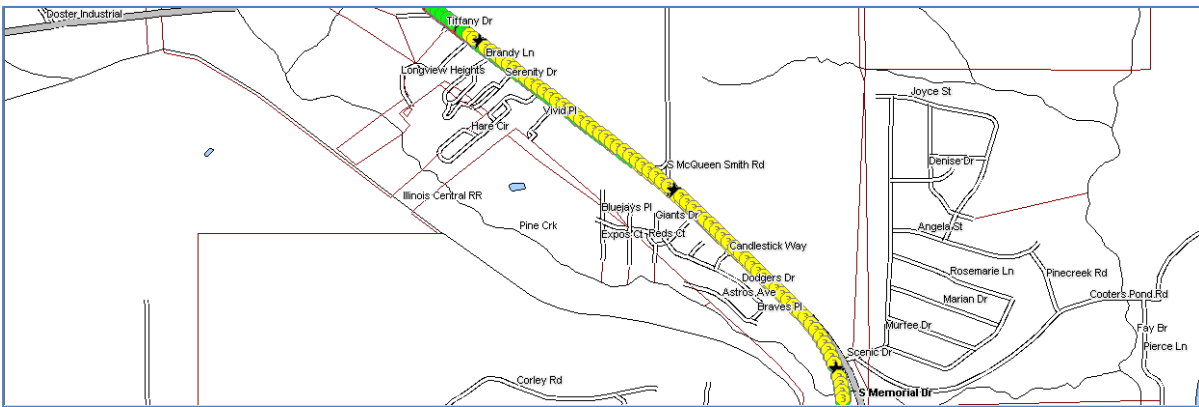 Doster Industrial
Tiffany Dr
Brandy Ln
Longview Heights
Serenity Dr
Joyce St
Vivid Pl
Hare Cir
Denise Dr
S McQueen Smith Rd
Illinois Central RR
Bluejays Pl
Giants Dr
Pine Crk
Expos Ct
Reds Ct
Angela St
Candlestick Way
Rosemarie Ln
Pinecreek Rd
Dodgers Dr
Astros Ave
Marian Dr
Cooters Pond Rd
Braves Pl
Murfee Dr
Fay Br
Pierce Ln
Scenic Dr
Corley Rd
S Memorial Dr
3